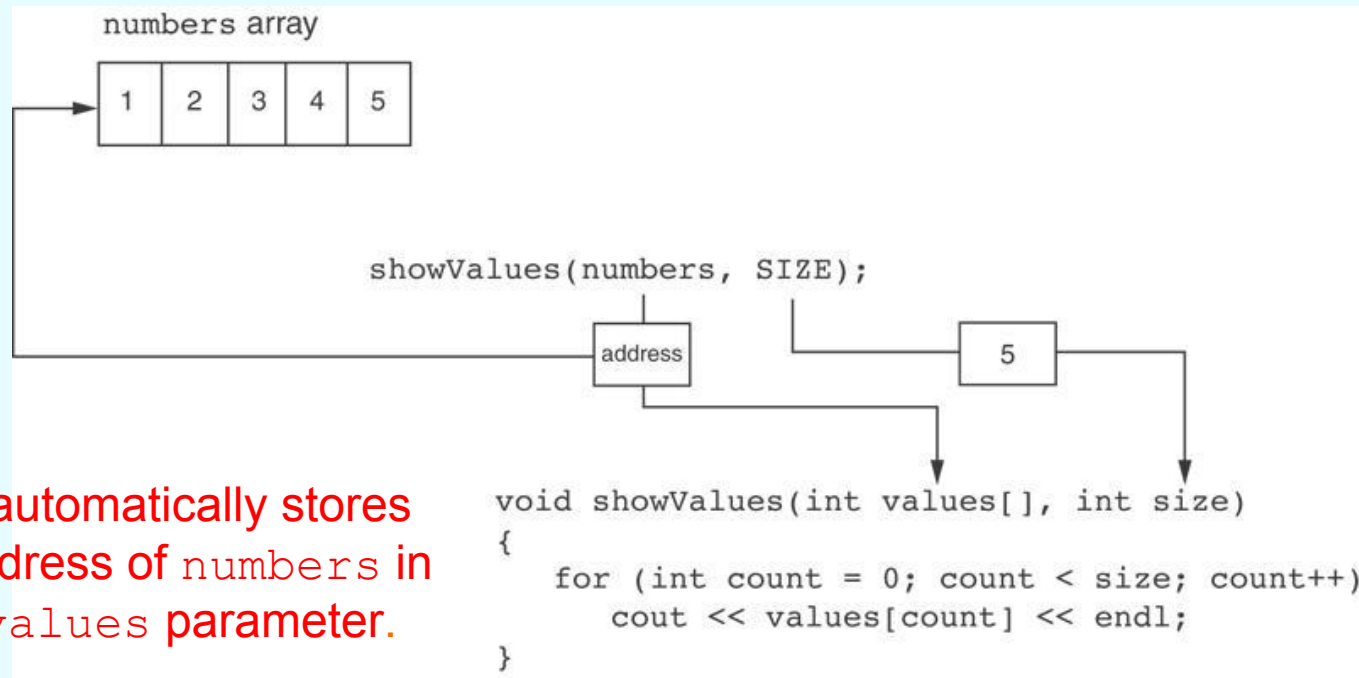 numbers array
1 2 3 4 5
showValues(numbers, SIZE);
address
5
automatically stores
dress of numbers in
values parameter.
void showValues(int values[], int size)
{
for (int count = 0; count < size; count++)
cout << values[count] << endl;
}